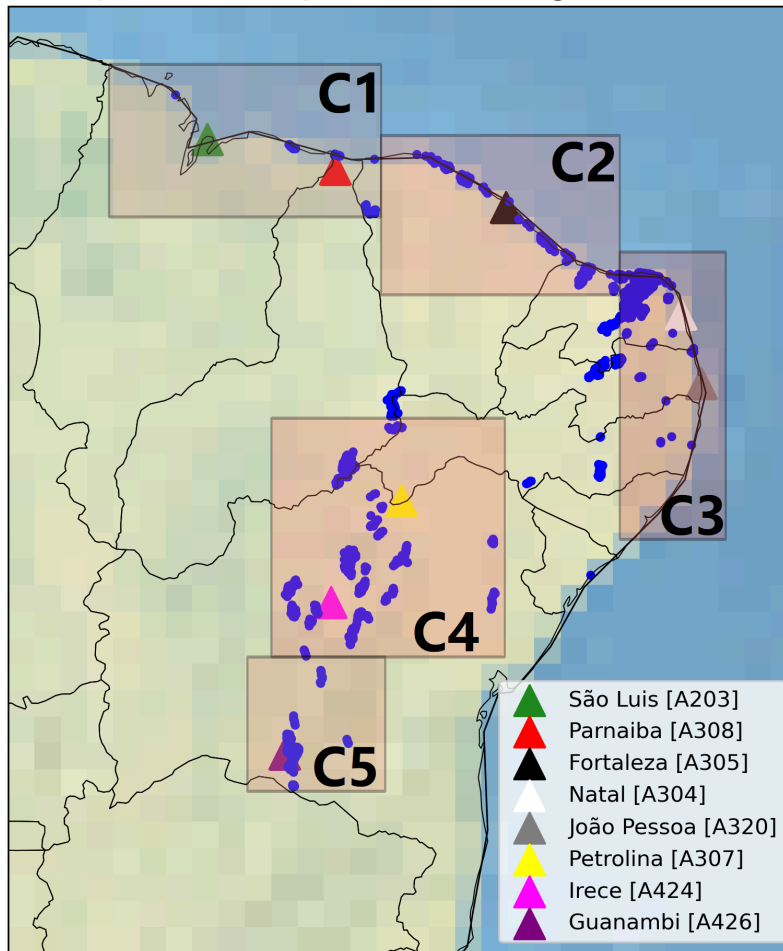 C1
C2
C3
C4
C5
São Luis [A203]
Parnaiba [A308]
Fortaleza [A305]
Natal [A304]
João Pessoa [A320]
Petrolina [A307]
Irece [A424]
Guanambi [A426]